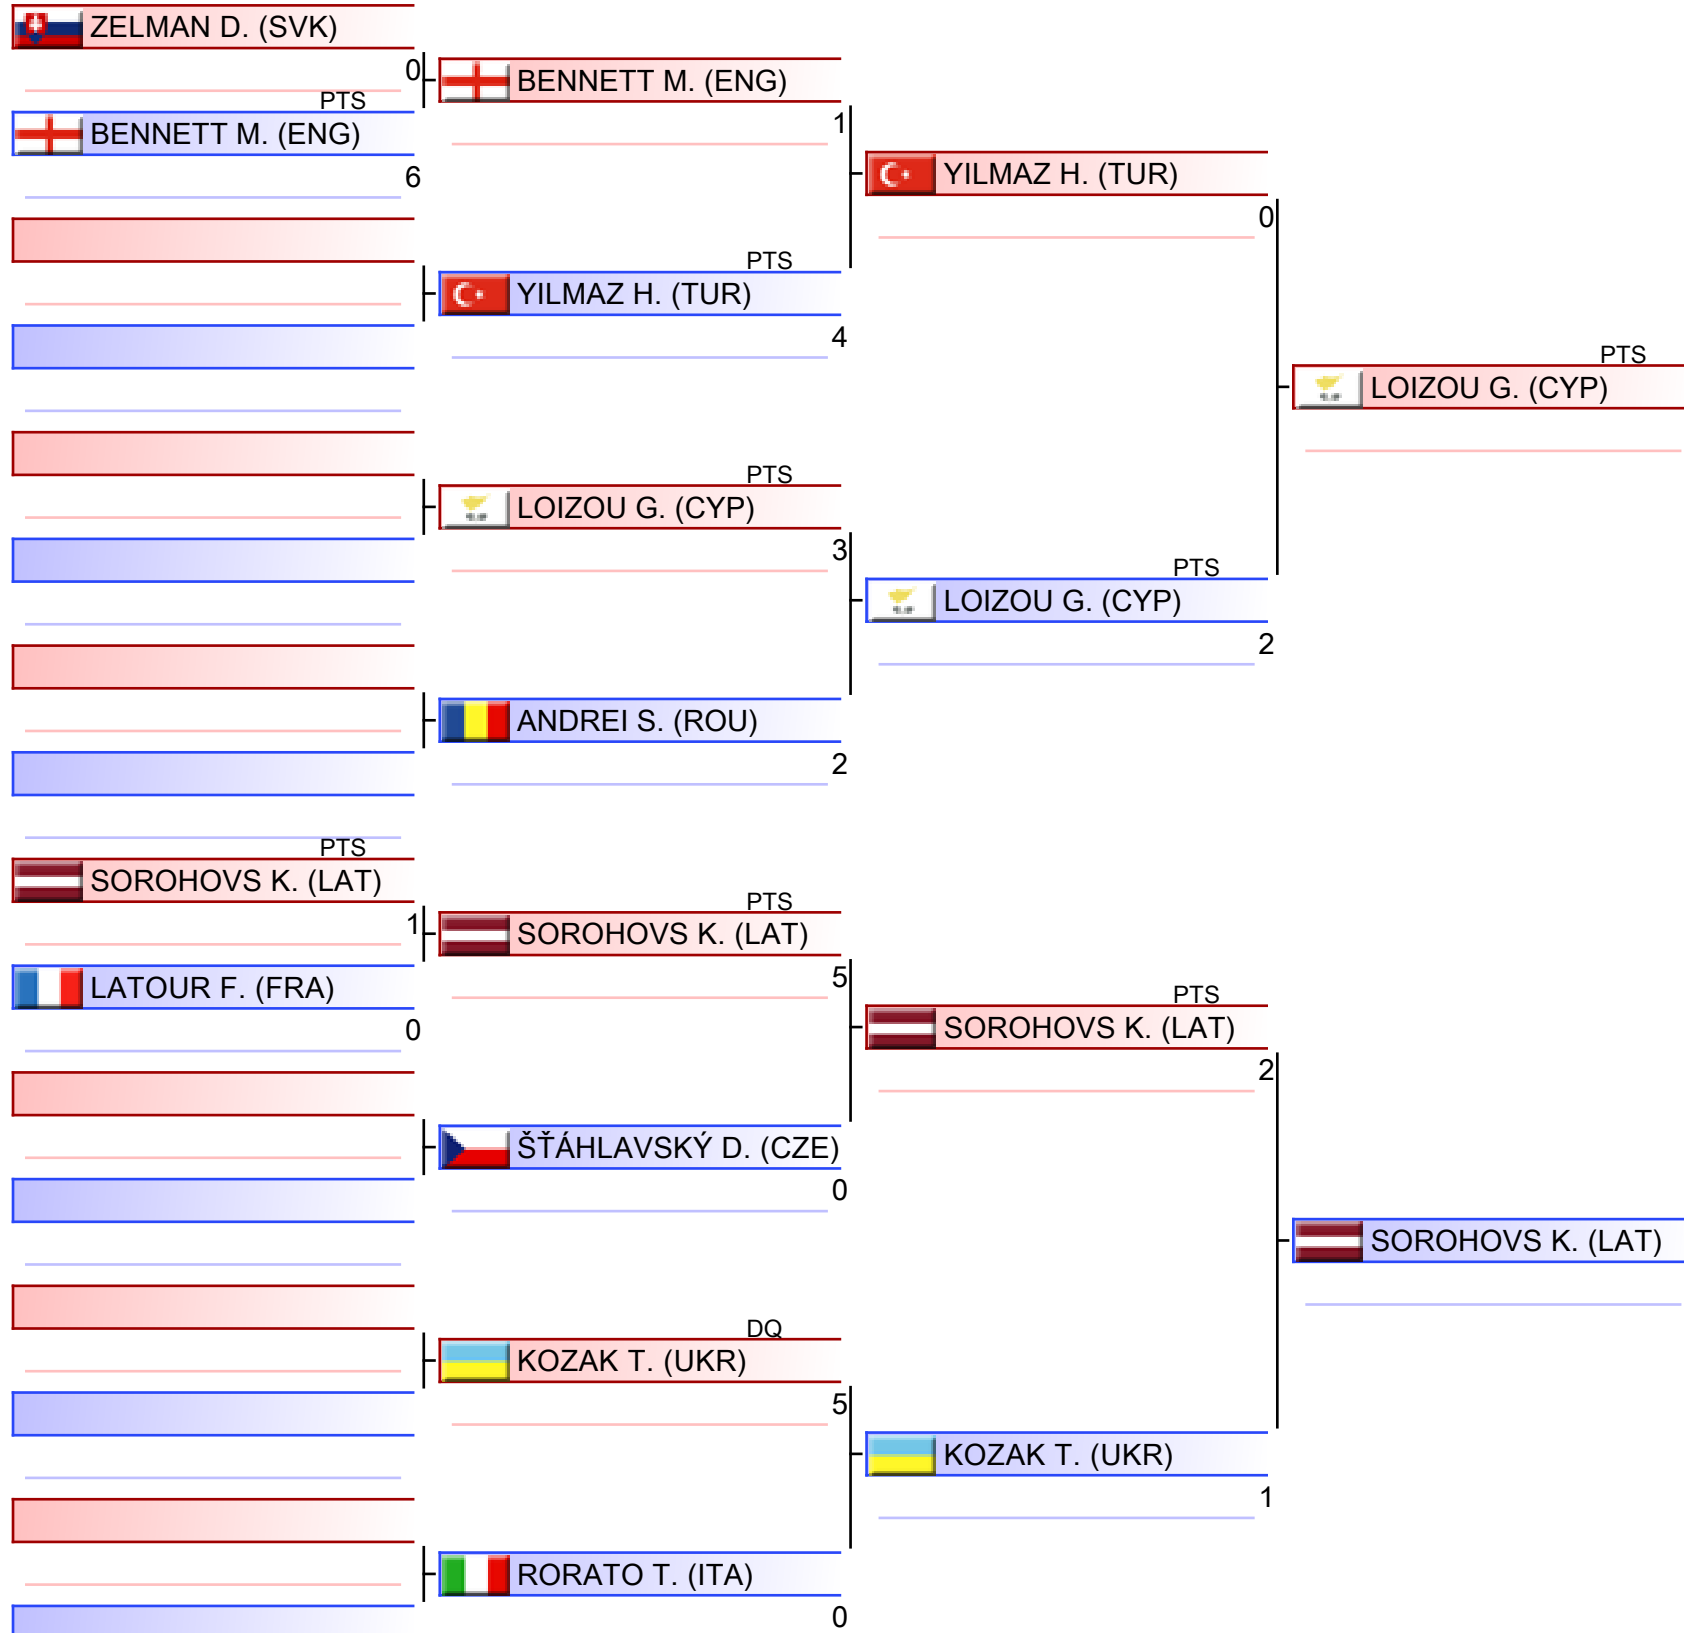 ZELMAN D. (SVK)
0
PTS
BENNETT M. (ENG)
6
BENNETT M. (ENG)
1
PTS
YILMAZ H. (TUR)
4
YILMAZ H. (TUR)
0
PTS
LOIZOU G. (CYP)
3
ANDREI S. (ROU)
2
PTS
LOIZOU G. (CYP)
2
PTS
LOIZOU G. (CYP)
PTS
SOROHOVS K. (LAT)
1
LATOUR F. (FRA)
0
PTS
SOROHOVS K. (LAT)
5
ŠŤÁHLAVSKÝ D. (CZE)
0
PTS
SOROHOVS K. (LAT)
2
DQ
KOZAK T. (UKR)
5
RORATO T. (ITA)
0
KOZAK T. (UKR)
1
SOROHOVS K. (LAT)